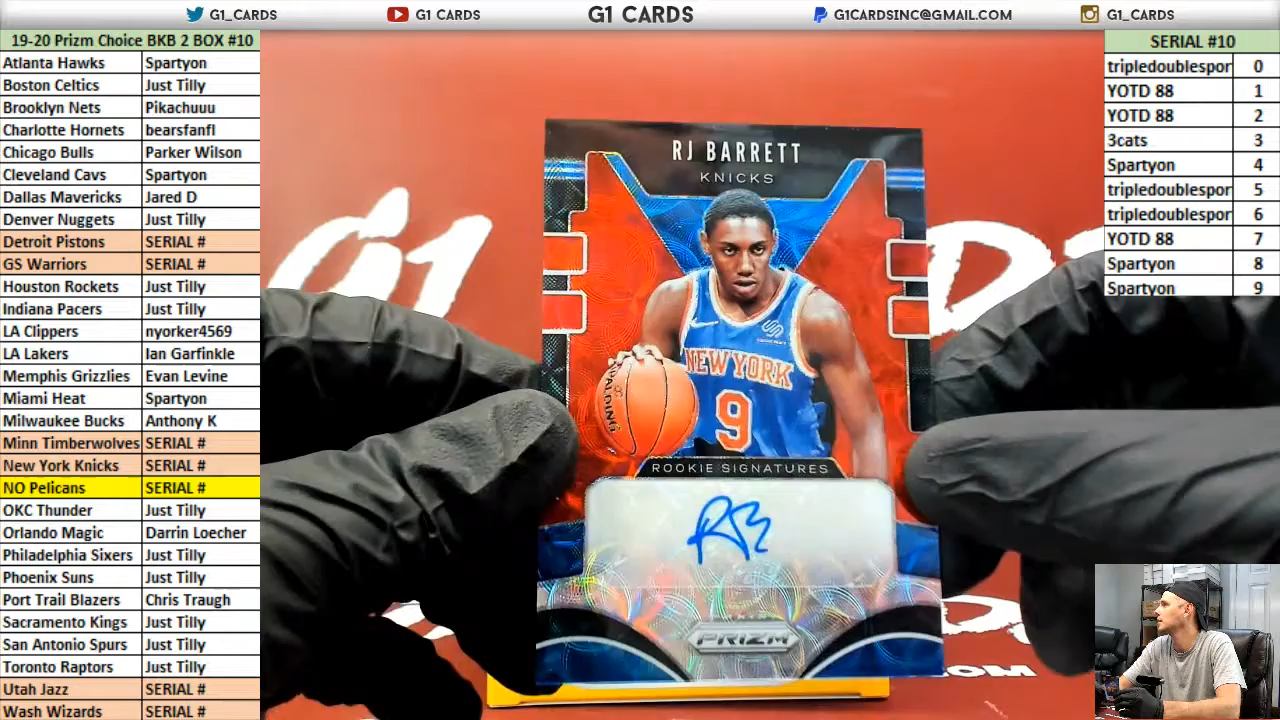 G1_CARDS
G1 CARDS
G1 CARDS
G1CARDSINC@GMAIL.COM
G1_CARDS
19-20 Prizm Choice BKB 2 BOX #10
Atlanta Hawks Spartyon
Boston Celtics Just Tilly
Brooklyn Nets Pikachuuu
Charlotte Hornets bearsfanfl
Chicago Bulls Parker Wilson
Cleveland Cavs Spartyon
Dallas Mavericks Jared D
Denver Nuggets Just Tilly
Detroit Pistons SERIAL #
GS Warriors SERIAL #
Houston Rockets Just Tilly
Indiana Pacers Just Tilly
LA Clippers nyorker4569
LA Lakers Ian Garfinkle
Memphis Grizzlies Evan Levine
Miami Heat Spartyon
Milwaukee Bucks Anthony K
Minn Timberwolves SERIAL #
New York Knicks SERIAL #
NO Pelicans SERIAL #
OKC Thunder Just Tilly
Orlando Magic Darrin Loecher
Philadelphia Sixers Just Tilly
Phoenix Suns Just Tilly
Port Trail Blazers Chris Traugh
Sacramento Kings Just Tilly
San Antonio Spurs Just Tilly
Toronto Raptors Just Tilly
Utah Jazz SERIAL #
Wash Wizards SERIAL #
RJ BARRETT
KNICKS
SPALDING
NEW YORK
9
ROOKIE SIGNATURES
PRIZM
G1
.COM
SERIAL #10
tripledoublespor 0
YOTD 88 1
YOTD 88 2
3cats 3
Spartyon 4
tripledoublespor 5
tripledoublespor 6
YOTD 88 7
Spartyon 8
Spartyon 9